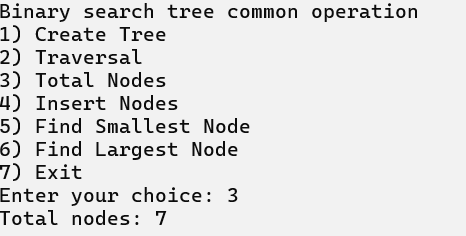 Binary search tree common operation
1) Create Tree
2) Traversal
3) Total Nodes
4) Insert Nodes
5) Find Smallest Node
6) Find Largest Node
7) Exit
Enter your choice: 3
Total nodes: 7